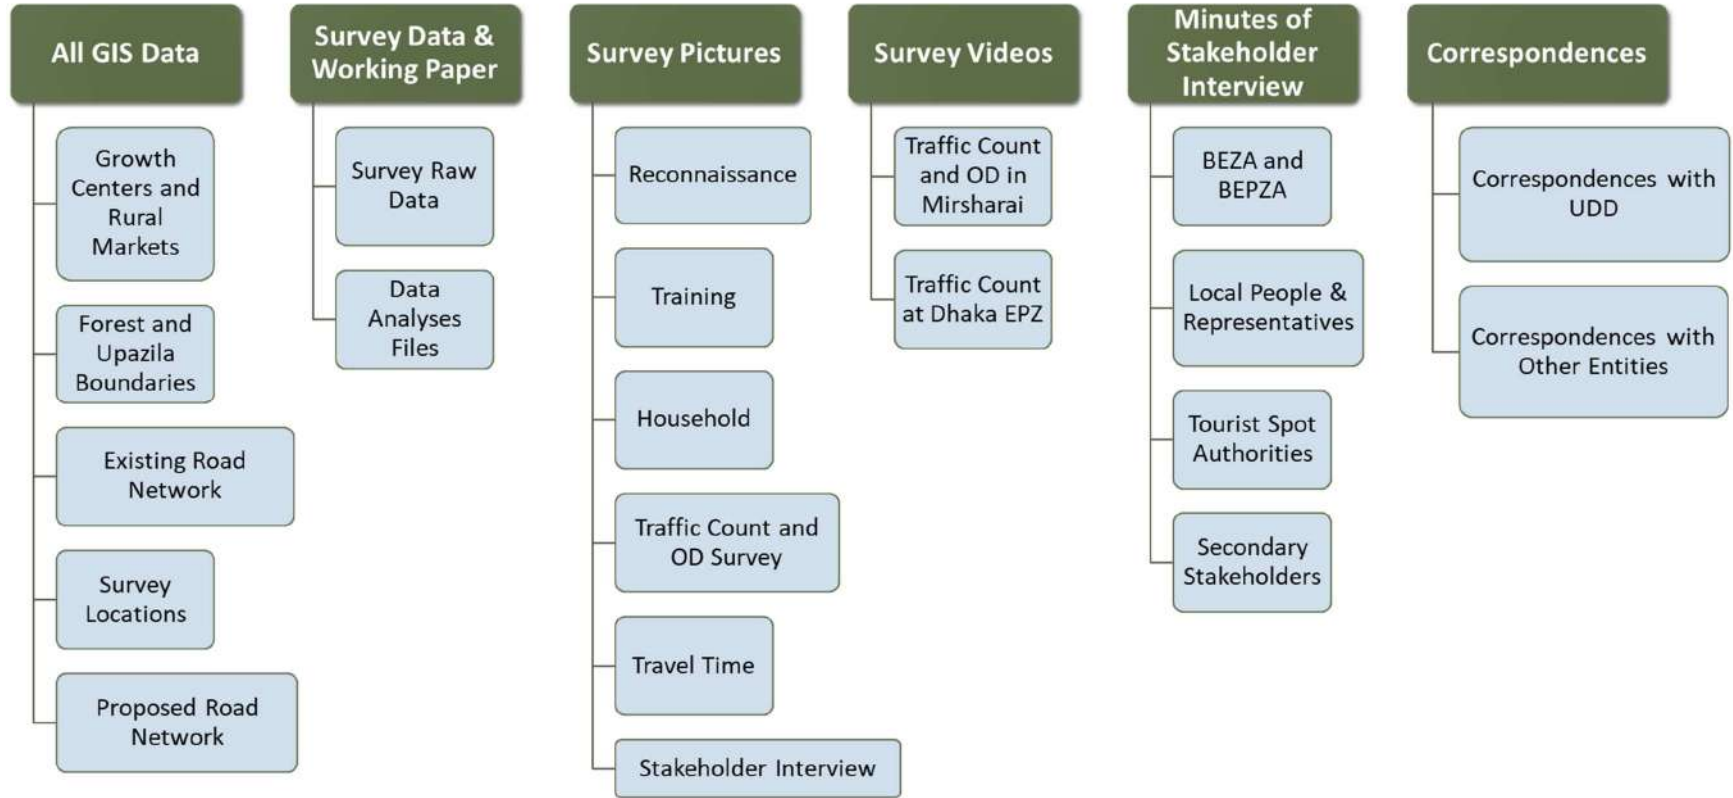 All GIS Data
Growth
Centers and
Rural
Markets
Forest and
Upazila
Boundaries
Existing Road
Network
Survey
Locations
Proposed Road
Network
Survey Data &
Working Paper
Survey Raw
Data
Data
Analyses
Files
Survey Pictures
Reconnaissance
Training
Household
Traffic Count and
OD Survey
Travel Time
Stakeholder Interview
Survey Videos
Traffic Count
and OD in
Mirsharai
Traffic Count
at Dhaka EPZ
Minutes of
Stakeholder
Interview
BEZA and
BEPZA
Local People &
Representatives
Tourist Spot
Authorities
Secondary
Stakeholders
Correspondences
Correspondences with
UDD
Correspondences with
Other Entities